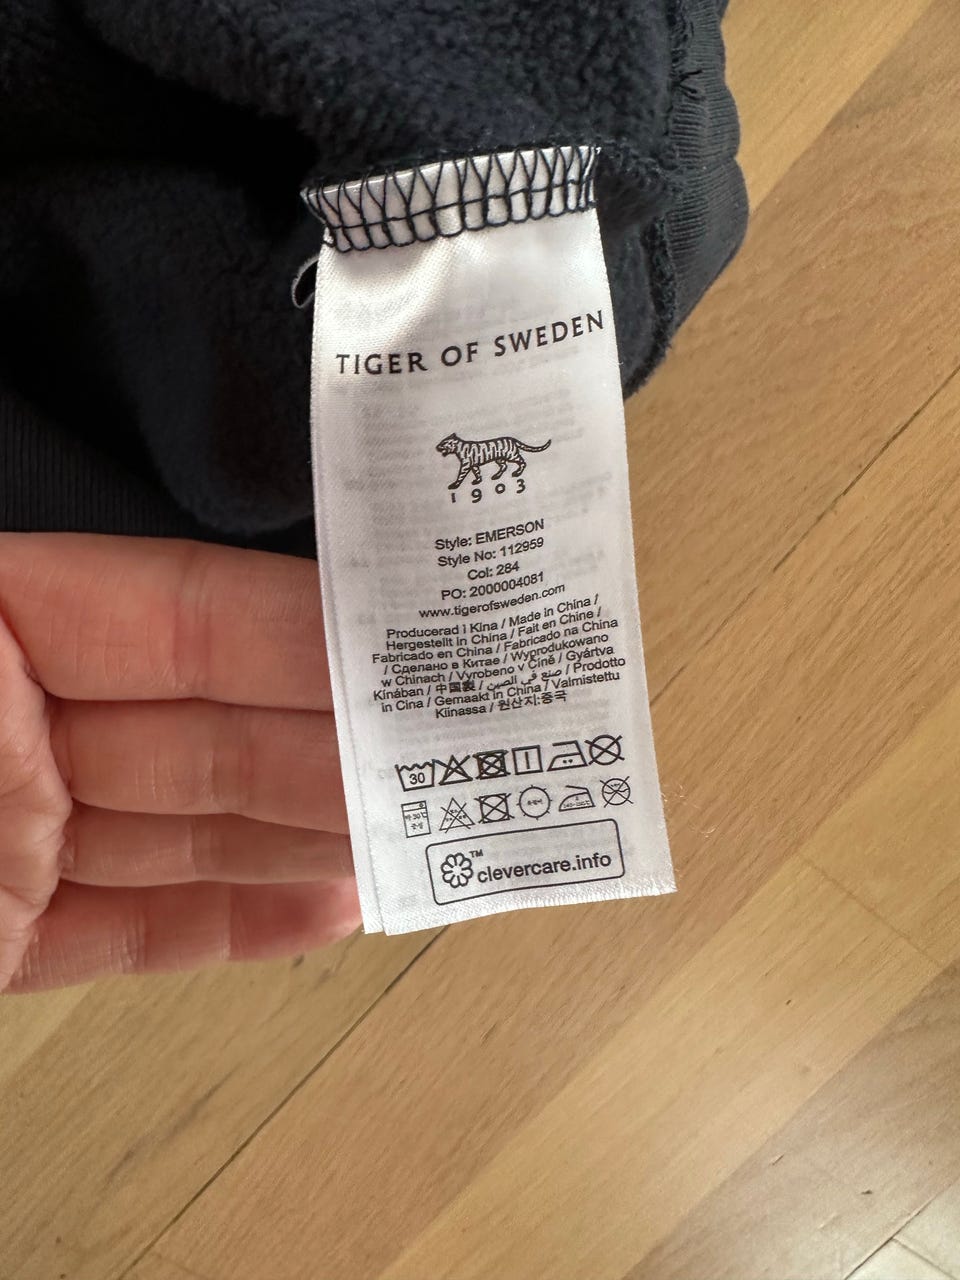 TIGER OF SWEDEN
1903
Style: EMERSON
Style No: 112959
Col: 284
PO: 2000004081
www.tigerofsweden.com
Producerad i Kina / Made in China /
Hergestellt in China / Fait en Chine /
Fabricado en China / Fabricado na China
/ Сделано в Китае / Wyprodukowano
w Chinach / Vyrobeno v Číně / Gyártva
Kínában / 中国製 / صنع في الصين / Prodotto
in Cina / Gemaakt in China / Valmistettu
Kiinassa / 원산지:중국
30
clevercare.info
TM